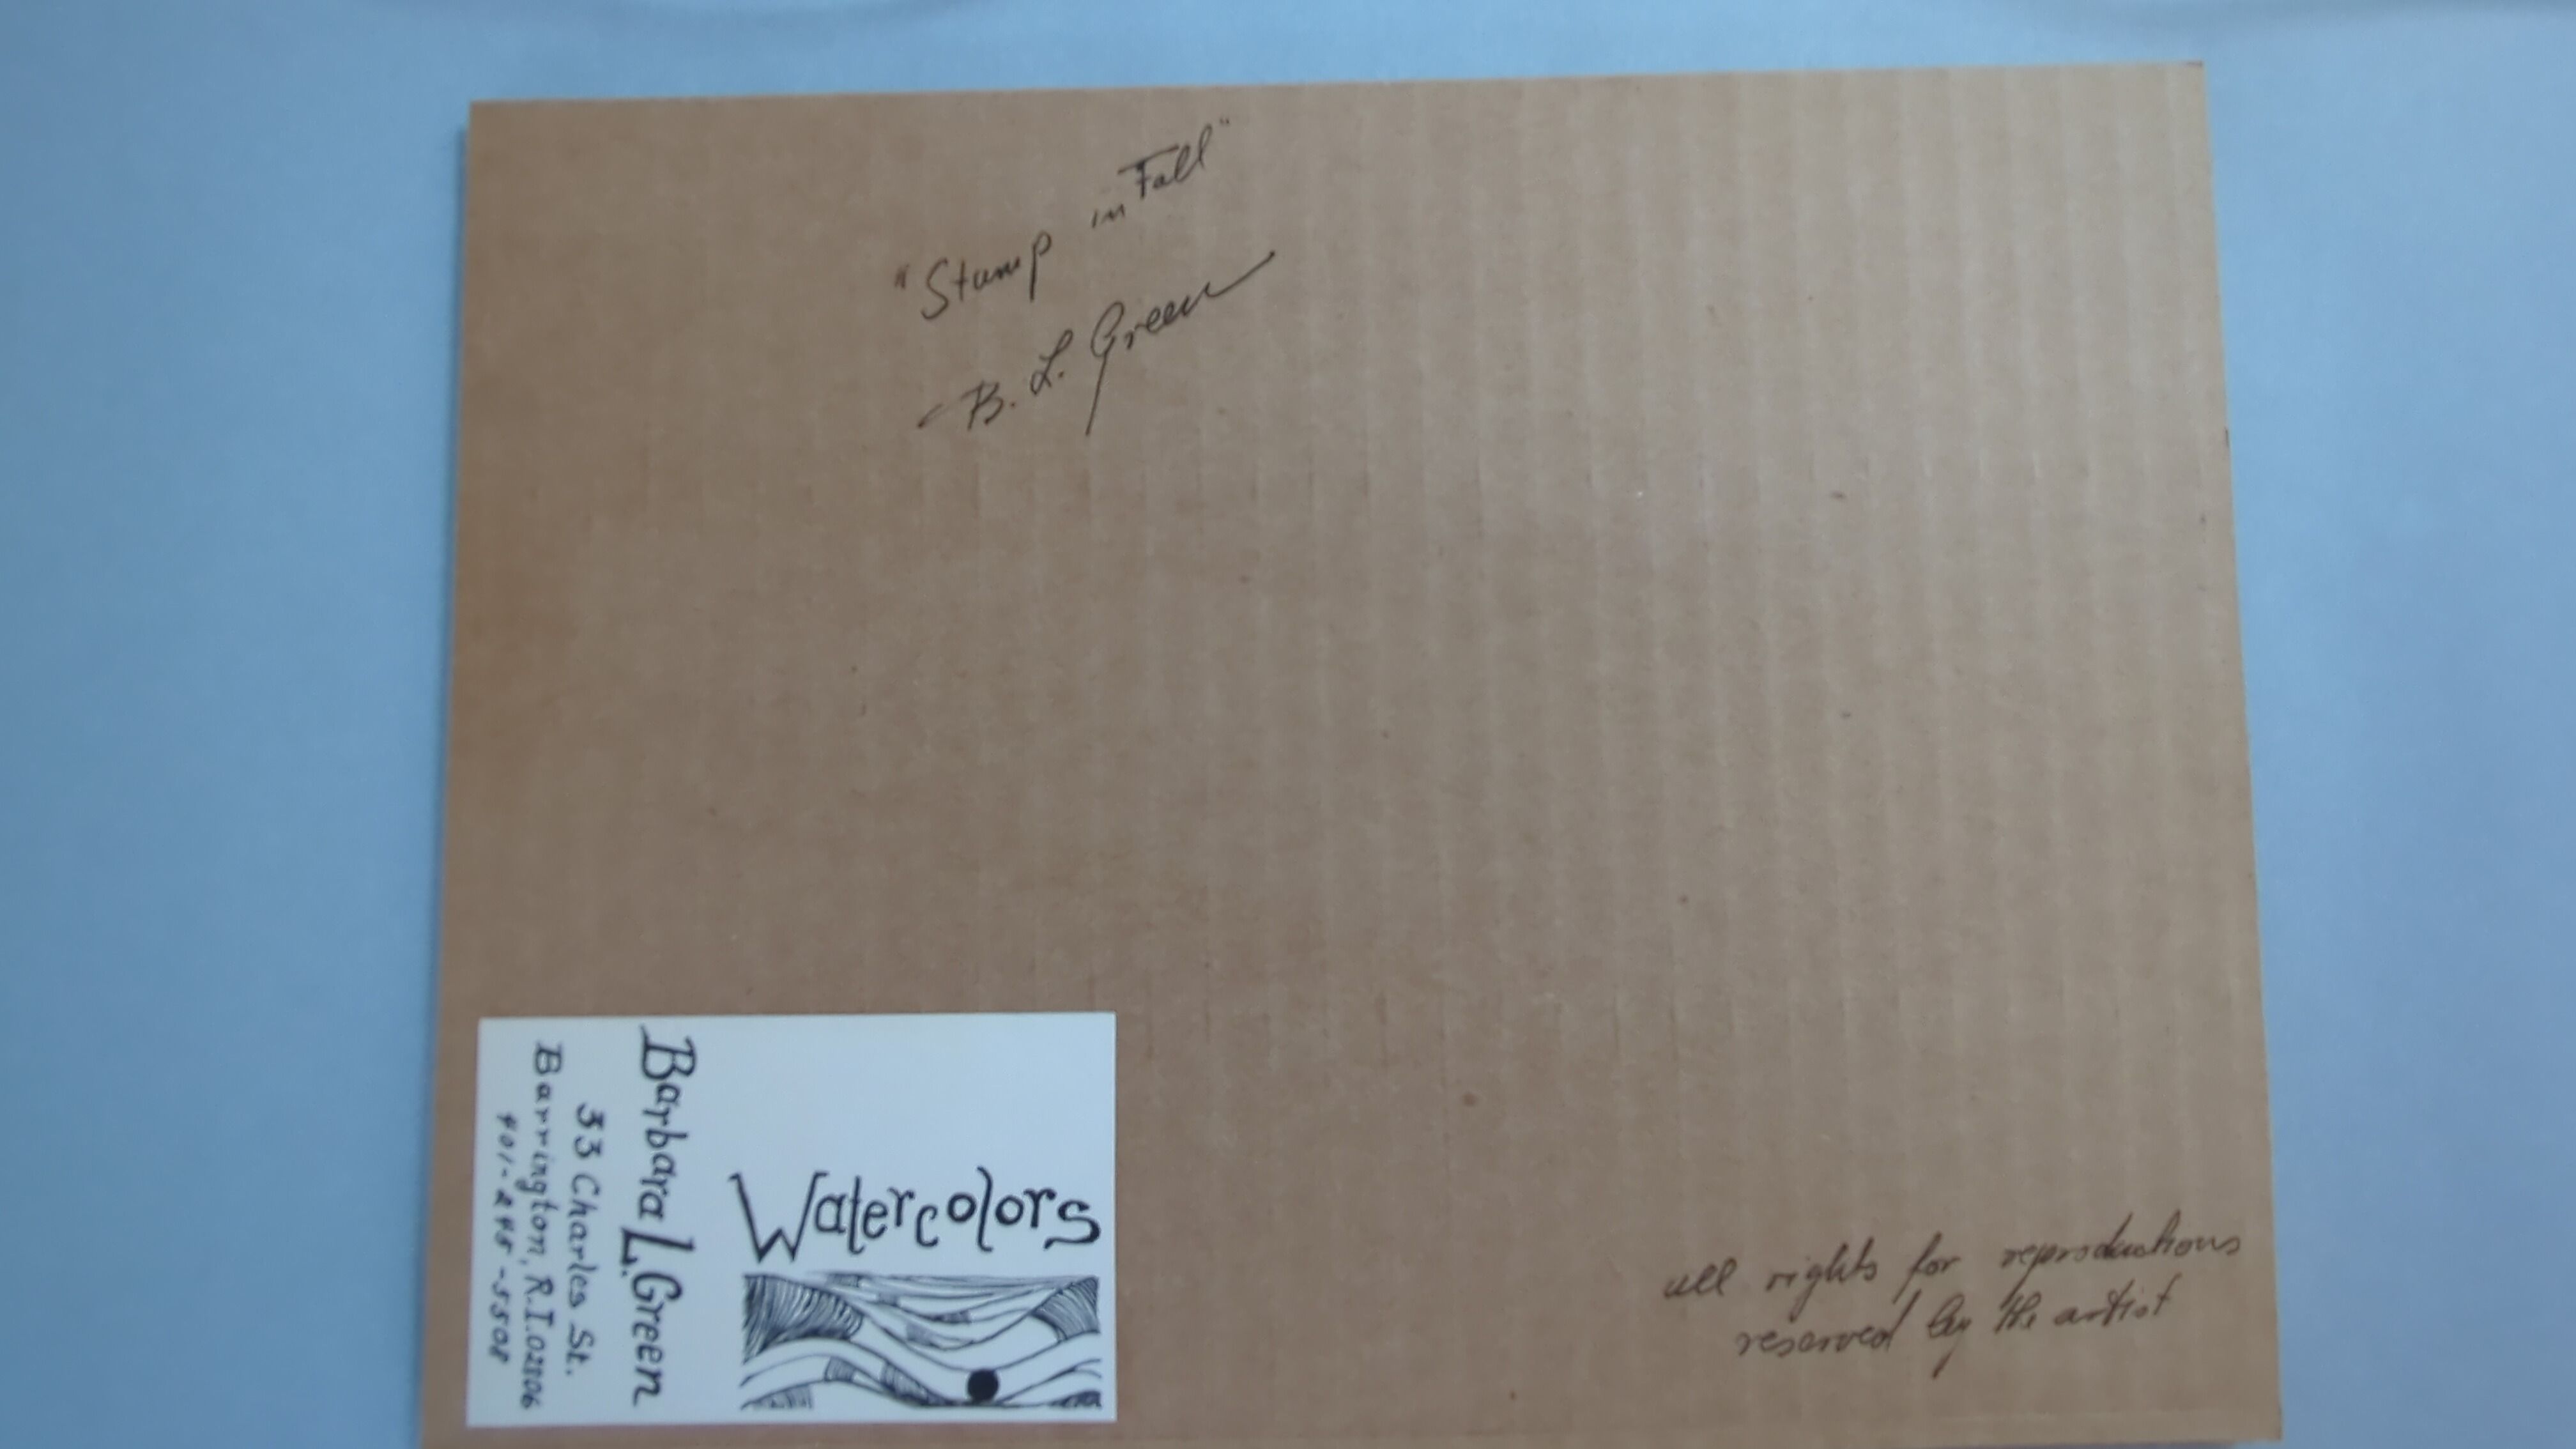 "Stump in Fall"
B. L. Green
Watercolors
Barbara L. Green
33 Charles St.
Barrington, R.I. 02806
401-245-5508
all rights for reproductions
reserved by the artist